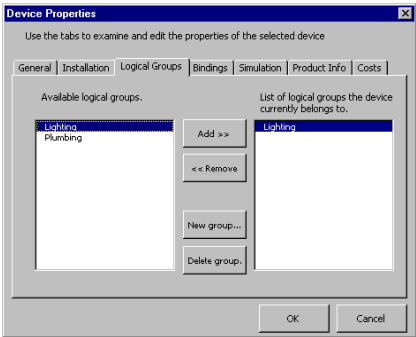 Device Properties
Use the tabs to examine and edit the properties of the selected device
General Installation Logical Groups Bindings Simulation Product Info Costs
Available logical groups.
List of logical groups the device
currently belongs to.
Lighting
Plumbing
Add >>
<< Remove
New group...
Delete group.
Lighting
OK Cancel